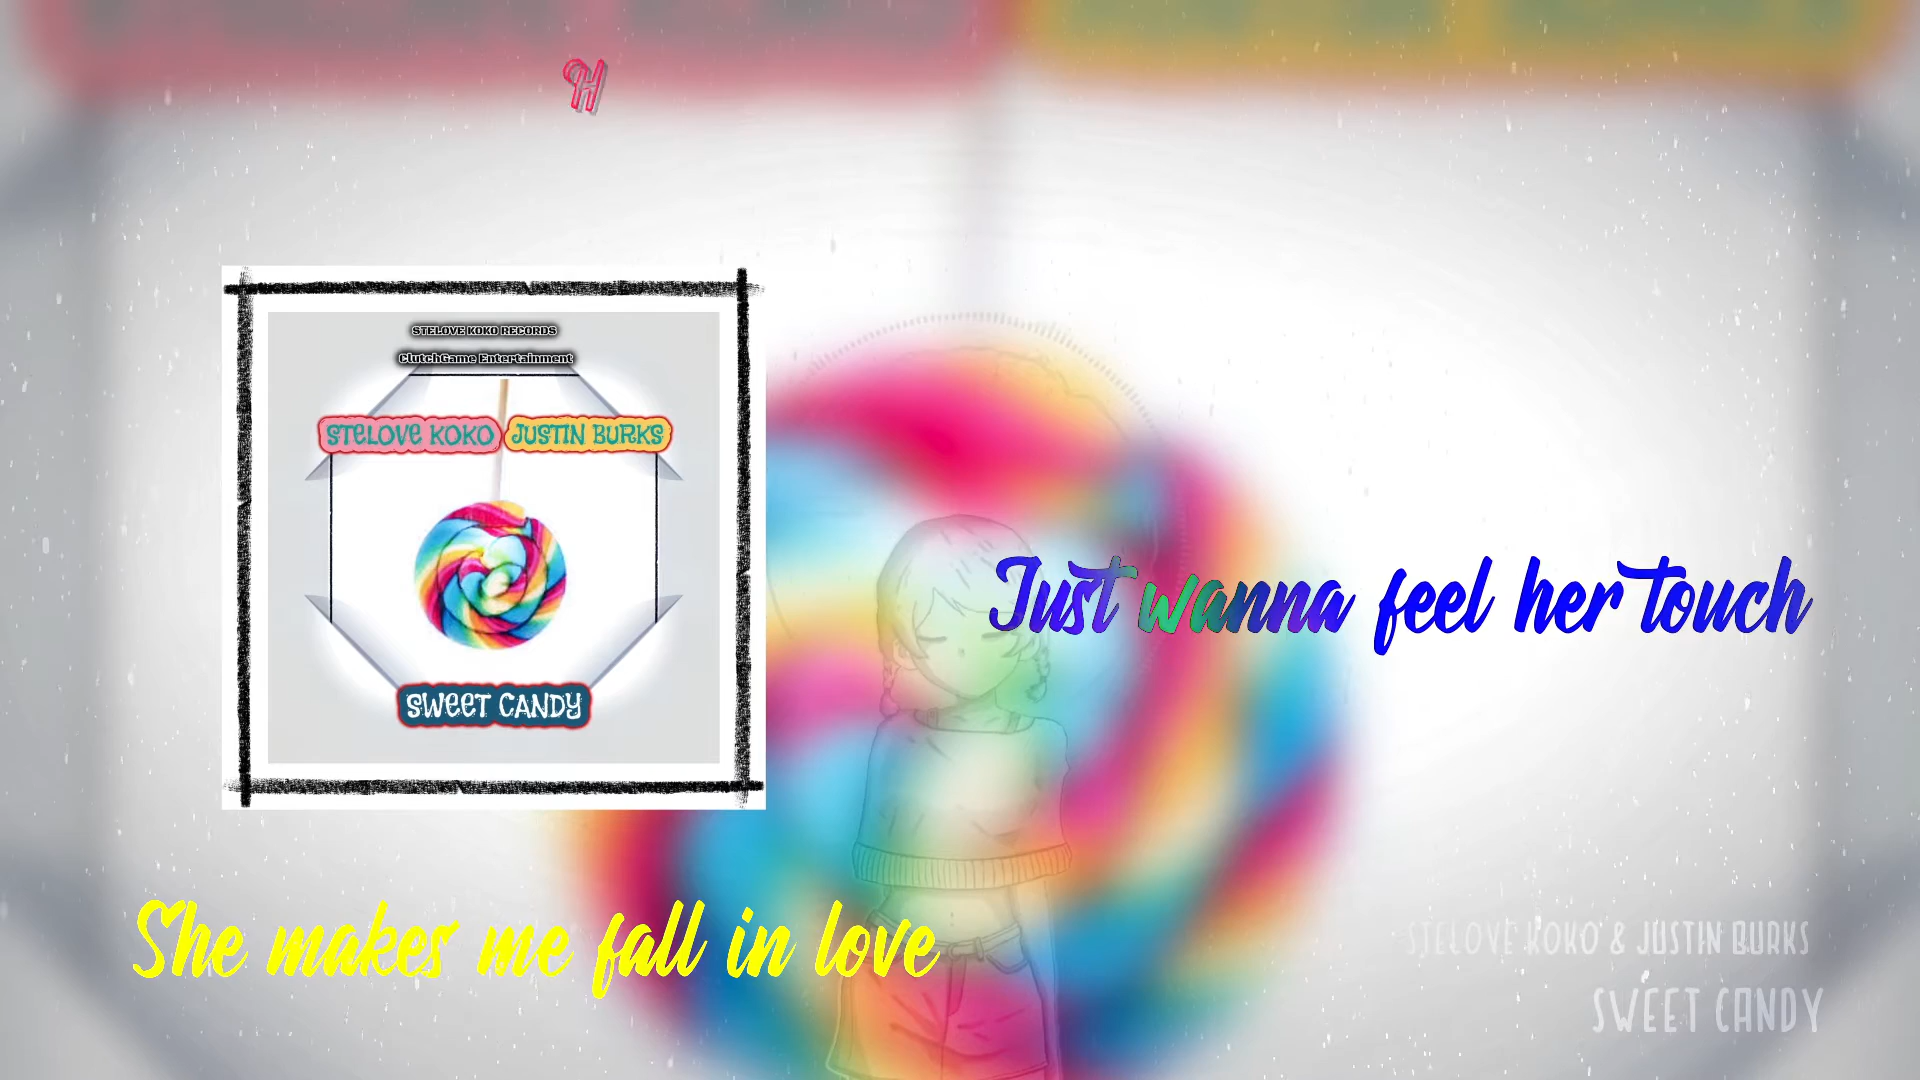 H
STELOVE KOKO RECORDS
ClutchGame Entertainment
STELOVE KOKO JUSTIN BURKS
SWEET CANDY
Just wanna feel her touch
She makes me fall in love
STELOVE KOKO & JUSTIN BURKS
SWEET CANDY